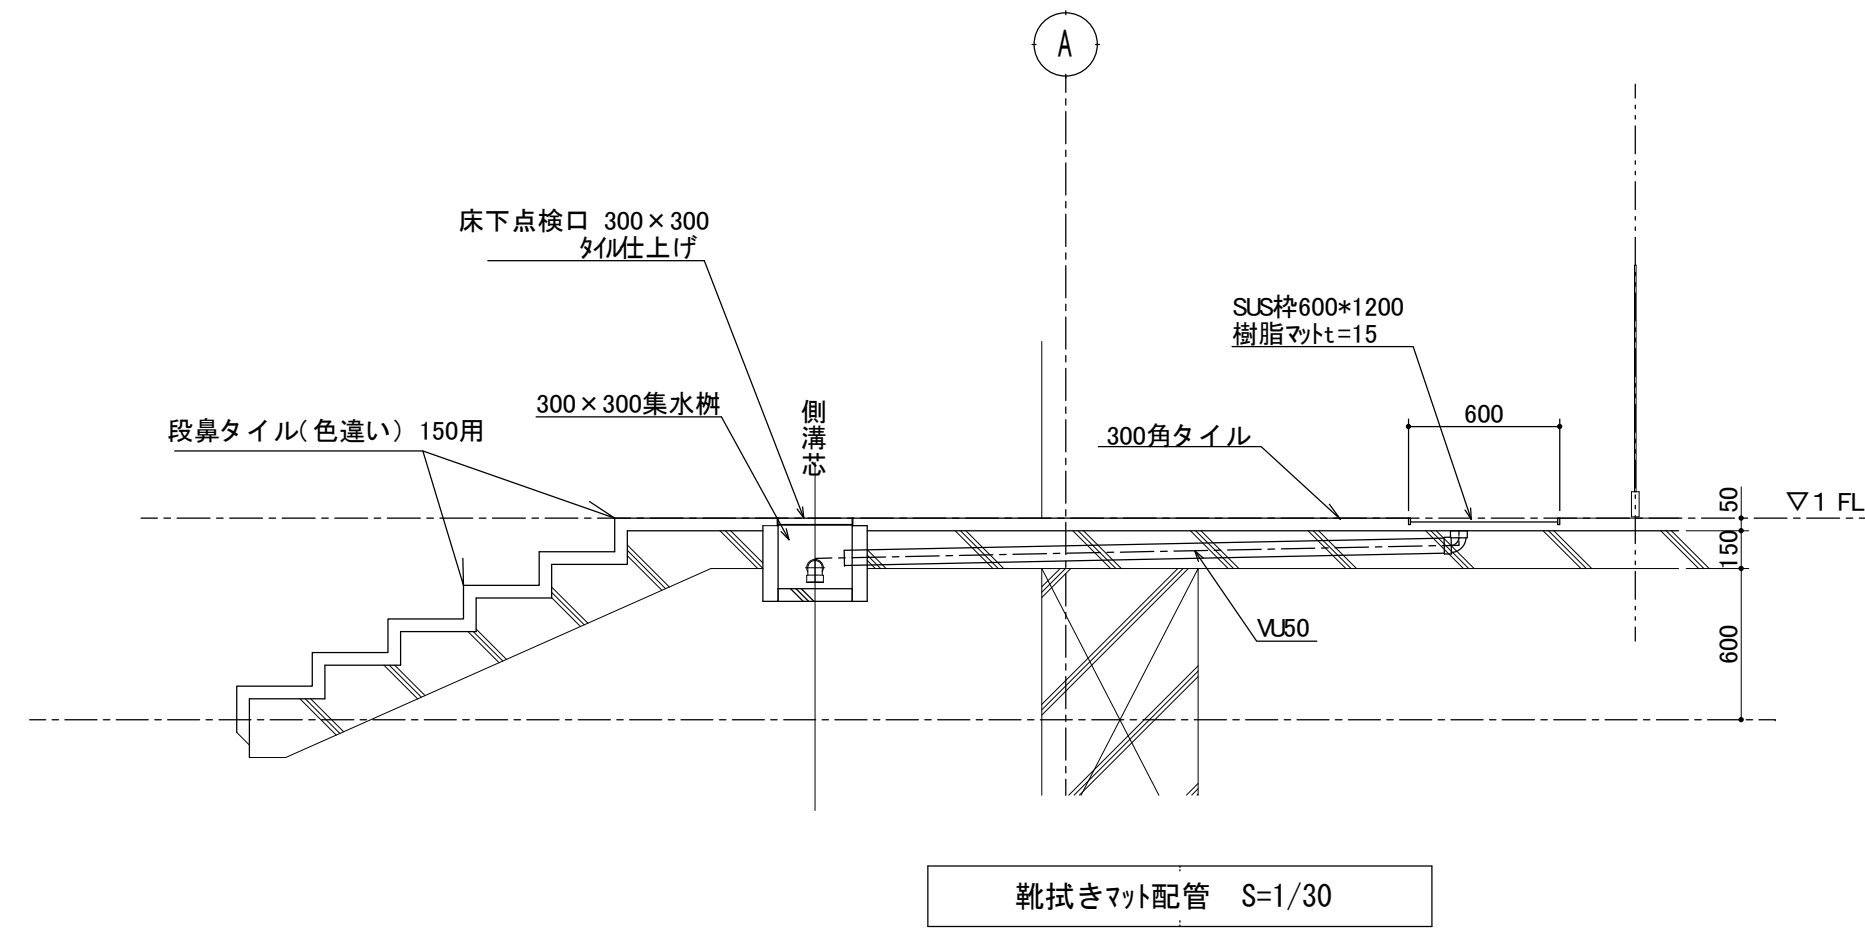 A
床下点検口 300×300
ﾀｲﾙ仕上げ
SUS枠600*1200
樹脂ﾏｯﾄt=15
300×300集水桝
側溝芯
600
段鼻タイル(色違い) 150用
300角タイル
50
▽1 FL
150
VU50
600
靴拭きﾏｯﾄ配管 S=1/30